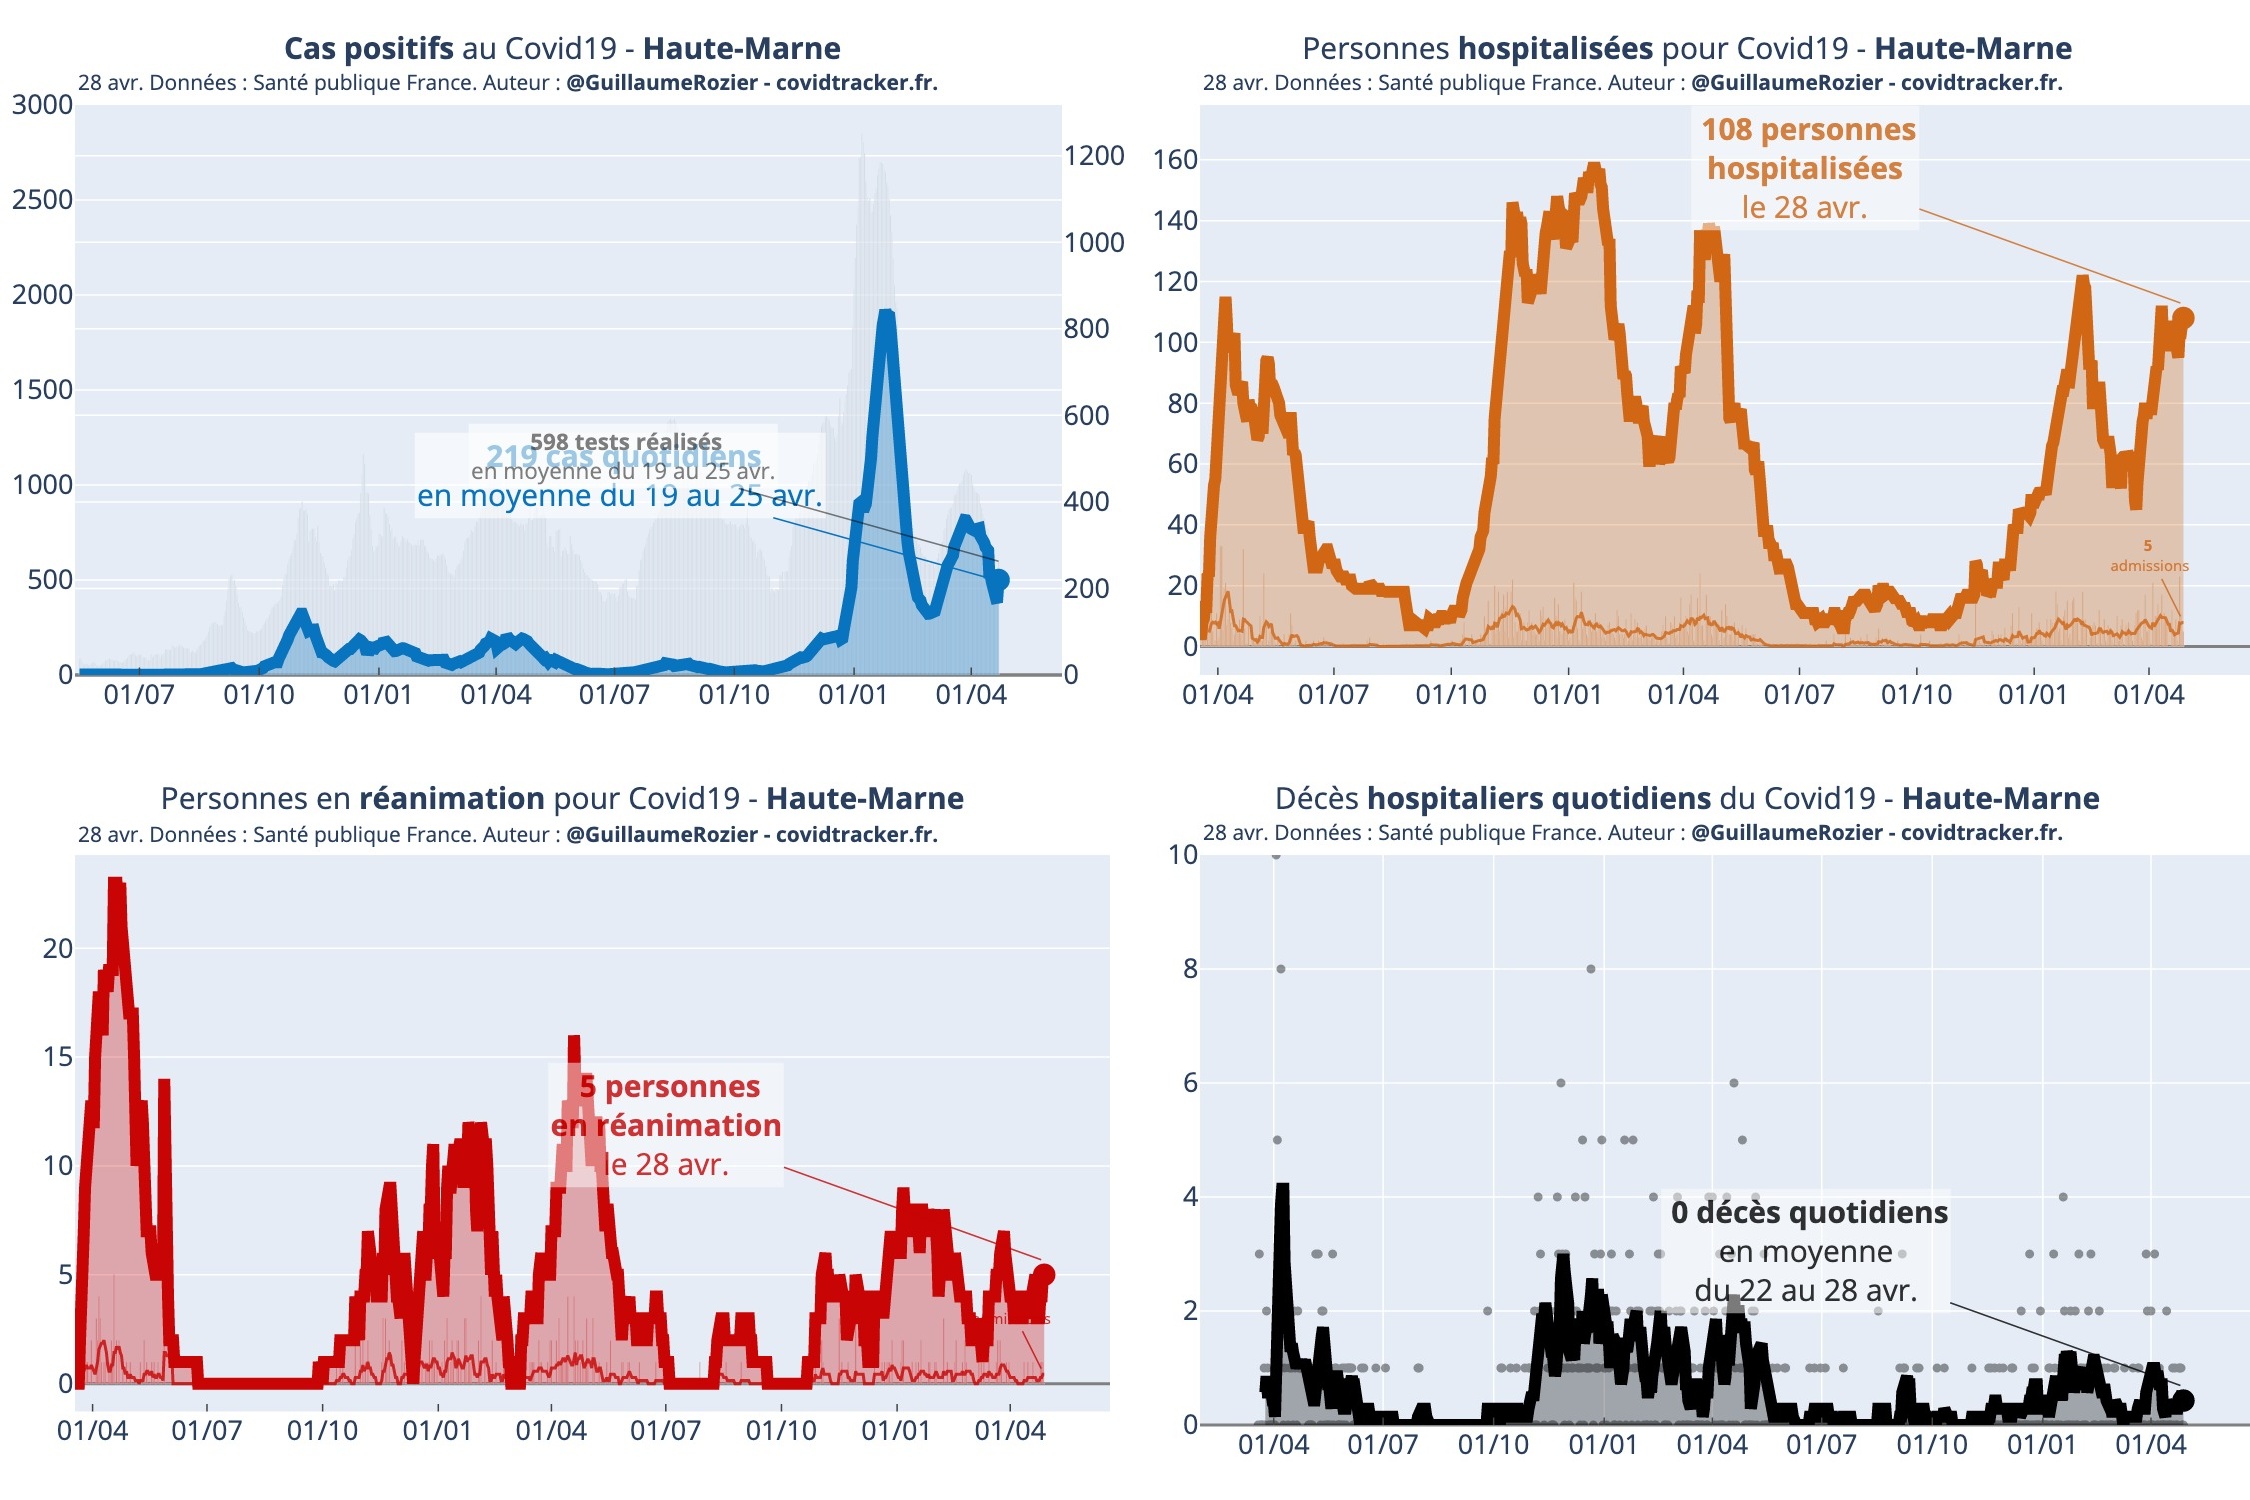 Cas positifs au Covid19 - Haute-Marne
28 avr. Données : Santé publique France. Auteur : @GuillaumeRozier - covidtracker.fr.
3000
2500
2000
1500
1000
500
0
1200
1000
800
600
400
200
0
598 tests réalisés
en moyenne du 19 au 25 avr.
219 cas quotidiens
en moyenne du 19 au 25 avr.
01/07 01/10 01/01 01/04 01/07 01/10 01/01 01/04
Personnes hospitalisées pour Covid19 - Haute-Marne
28 avr. Données : Santé publique France. Auteur : @GuillaumeRozier - covidtracker.fr.
160
140
120
100
80
60
40
20
0
108 personnes
hospitalisées
le 28 avr.
5
admissions
01/04 01/07 01/10 01/01 01/04 01/07 01/10 01/01 01/04
Personnes en réanimation pour Covid19 - Haute-Marne
28 avr. Données : Santé publique France. Auteur : @GuillaumeRozier - covidtracker.fr.
20
15
10
5
0
5 personnes
en réanimation
le 28 avr.
01/04 01/07 01/10 01/01 01/04 01/07 01/10 01/01 01/04
Décès hospitaliers quotidiens du Covid19 - Haute-Marne
28 avr. Données : Santé publique France. Auteur : @GuillaumeRozier - covidtracker.fr.
10
8
6
4
2
0
0 décès quotidiens
en moyenne
du 22 au 28 avr.
01/04 01/07 01/10 01/01 01/04 01/07 01/10 01/01 01/04